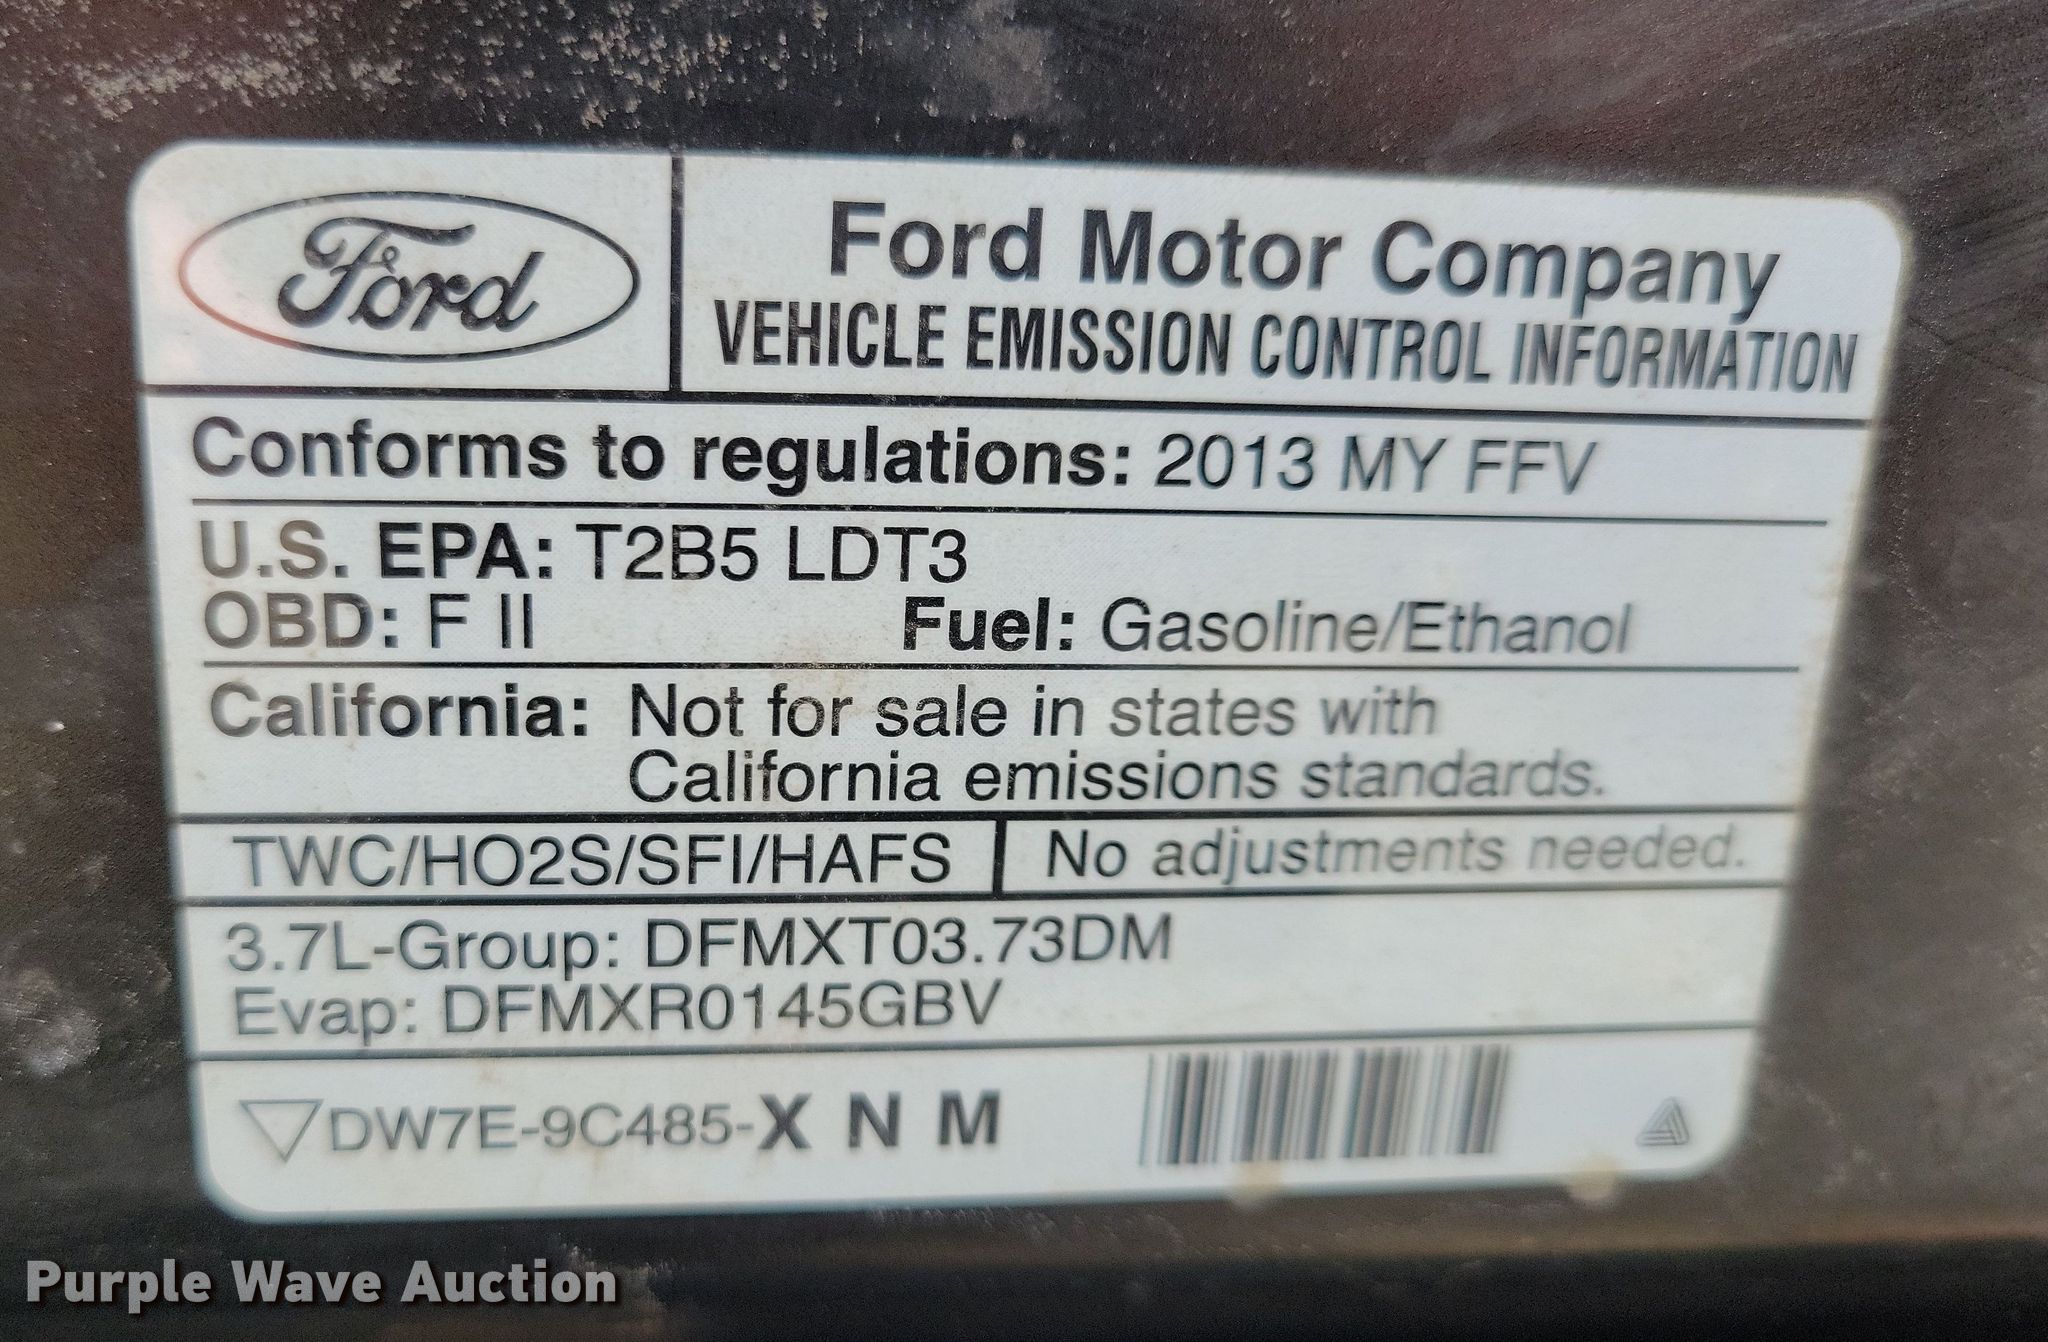 Ford
Ford Motor Company
VEHICLE EMISSION CONTROL INFORMATION
Conforms to regulations: 2013 MY FFV
U.S. EPA: T2B5 LDT3
OBD: F II Fuel: Gasoline/Ethanol
California: Not for sale in states with
California emissions standards.
TWC/HO2S/SFI/HAFS No adjustments needed.
3.7L-Group: DFMXT03.73DM
Evap: DFMXR0145GBV
DW7E-9C485-X N M
Purple Wave Auction